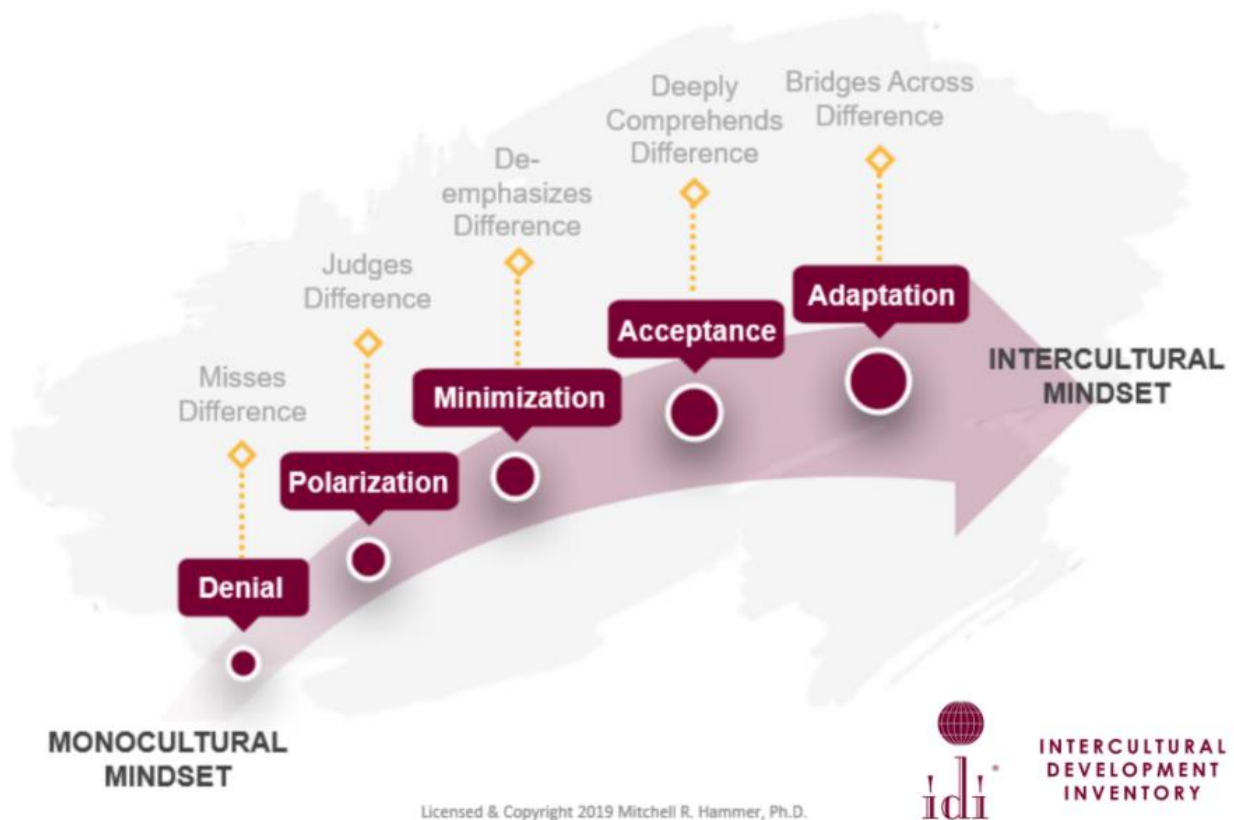 Bridges Across
Difference
Deeply
Comprehends
Difference
De-
emphasizes
Difference
Judges
Difference
Misses
Difference
Adaptation
Acceptance
Minimization
Polarization
Denial
INTERCULTURAL
MINDSET
MONOCULTURAL
MINDSET
idi®
INTERCULTURAL
DEVELOPMENT
INVENTORY
Licensed & Copyright 2019 Mitchell R. Hammer, Ph.D.